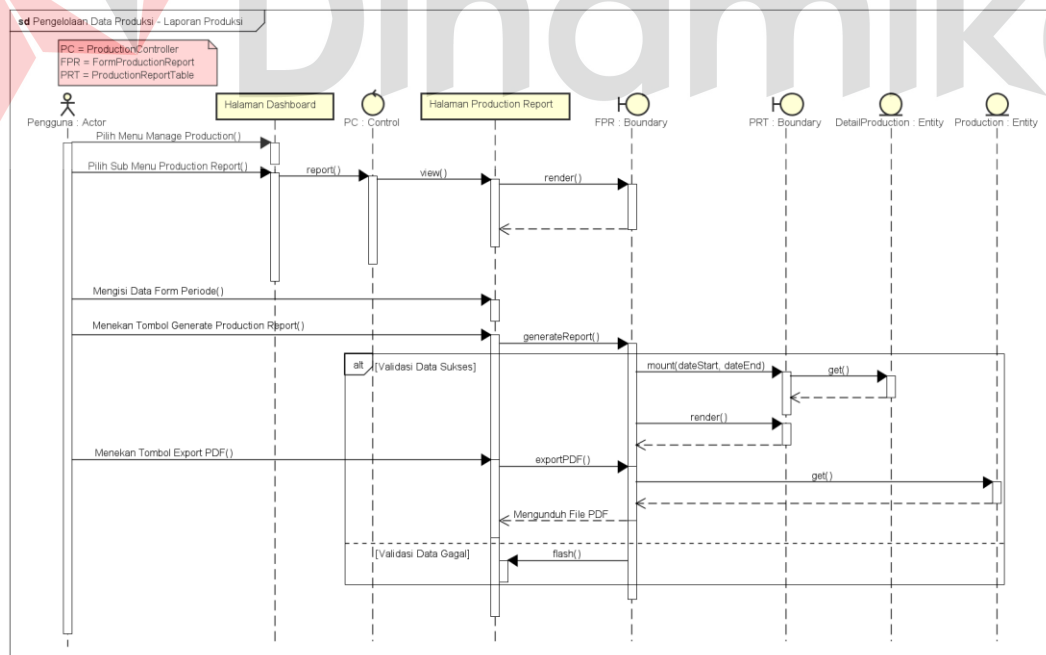 Dinamika
sd Pengelolaan Data Produksi - Laporan Produksi
PC = ProductionController
FPR = FormProductionReport
PRT = ProductionReportTable
Pengguna : Actor
Halaman Dashboard
PC : Control
Halaman Production Report
FPR : Boundary
PRT : Boundary
DetailProduction : Entity
Production : Entity
Pilih Menu Manage Production()
Pilih Sub Menu Production Report()
report()
view()
render()
Mengisi Data Form Periode()
Menekan Tombol Generate Production Report()
generateReport()
alt
[Validasi Data Sukses]
mount(dateStart, dateEnd)
get()
render()
Menekan Tombol Export PDF()
exportPDF()
get()
Mengunduh File PDF
[Validasi Data Gagal]
flash()